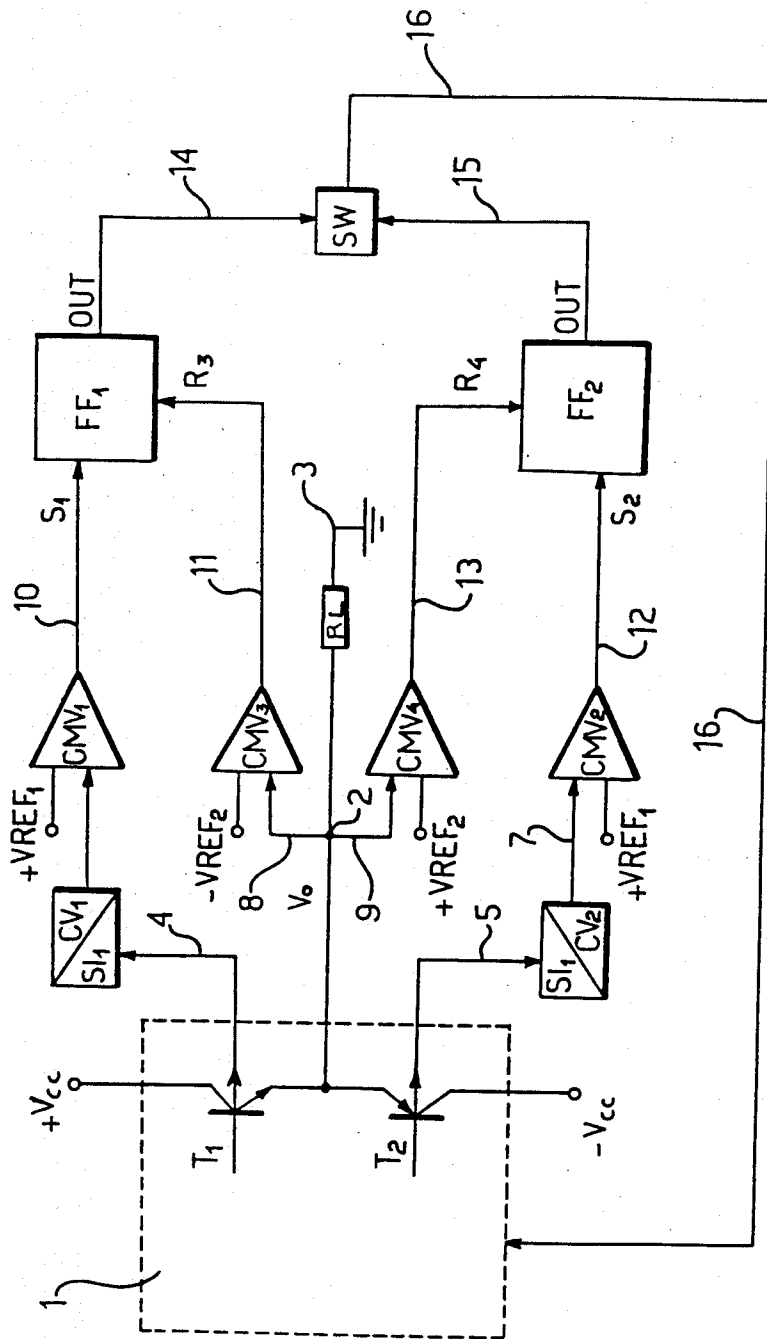 16
14
SW
15
OUT
OUT
FF₁
R₃
R₄
FF₂
S₁
S₂
3
10
11
RL
13
12
CMV₁
CMV₃
CMV₄
CMV₂
16
+VREF₁
-VREF₂
2
8
V₀
9
+VREF₂
7
+VREF₁
CV₁
SI₁
4
5
SI₁
CV₂
+Vcc
T₁
T₂
-Vcc
1